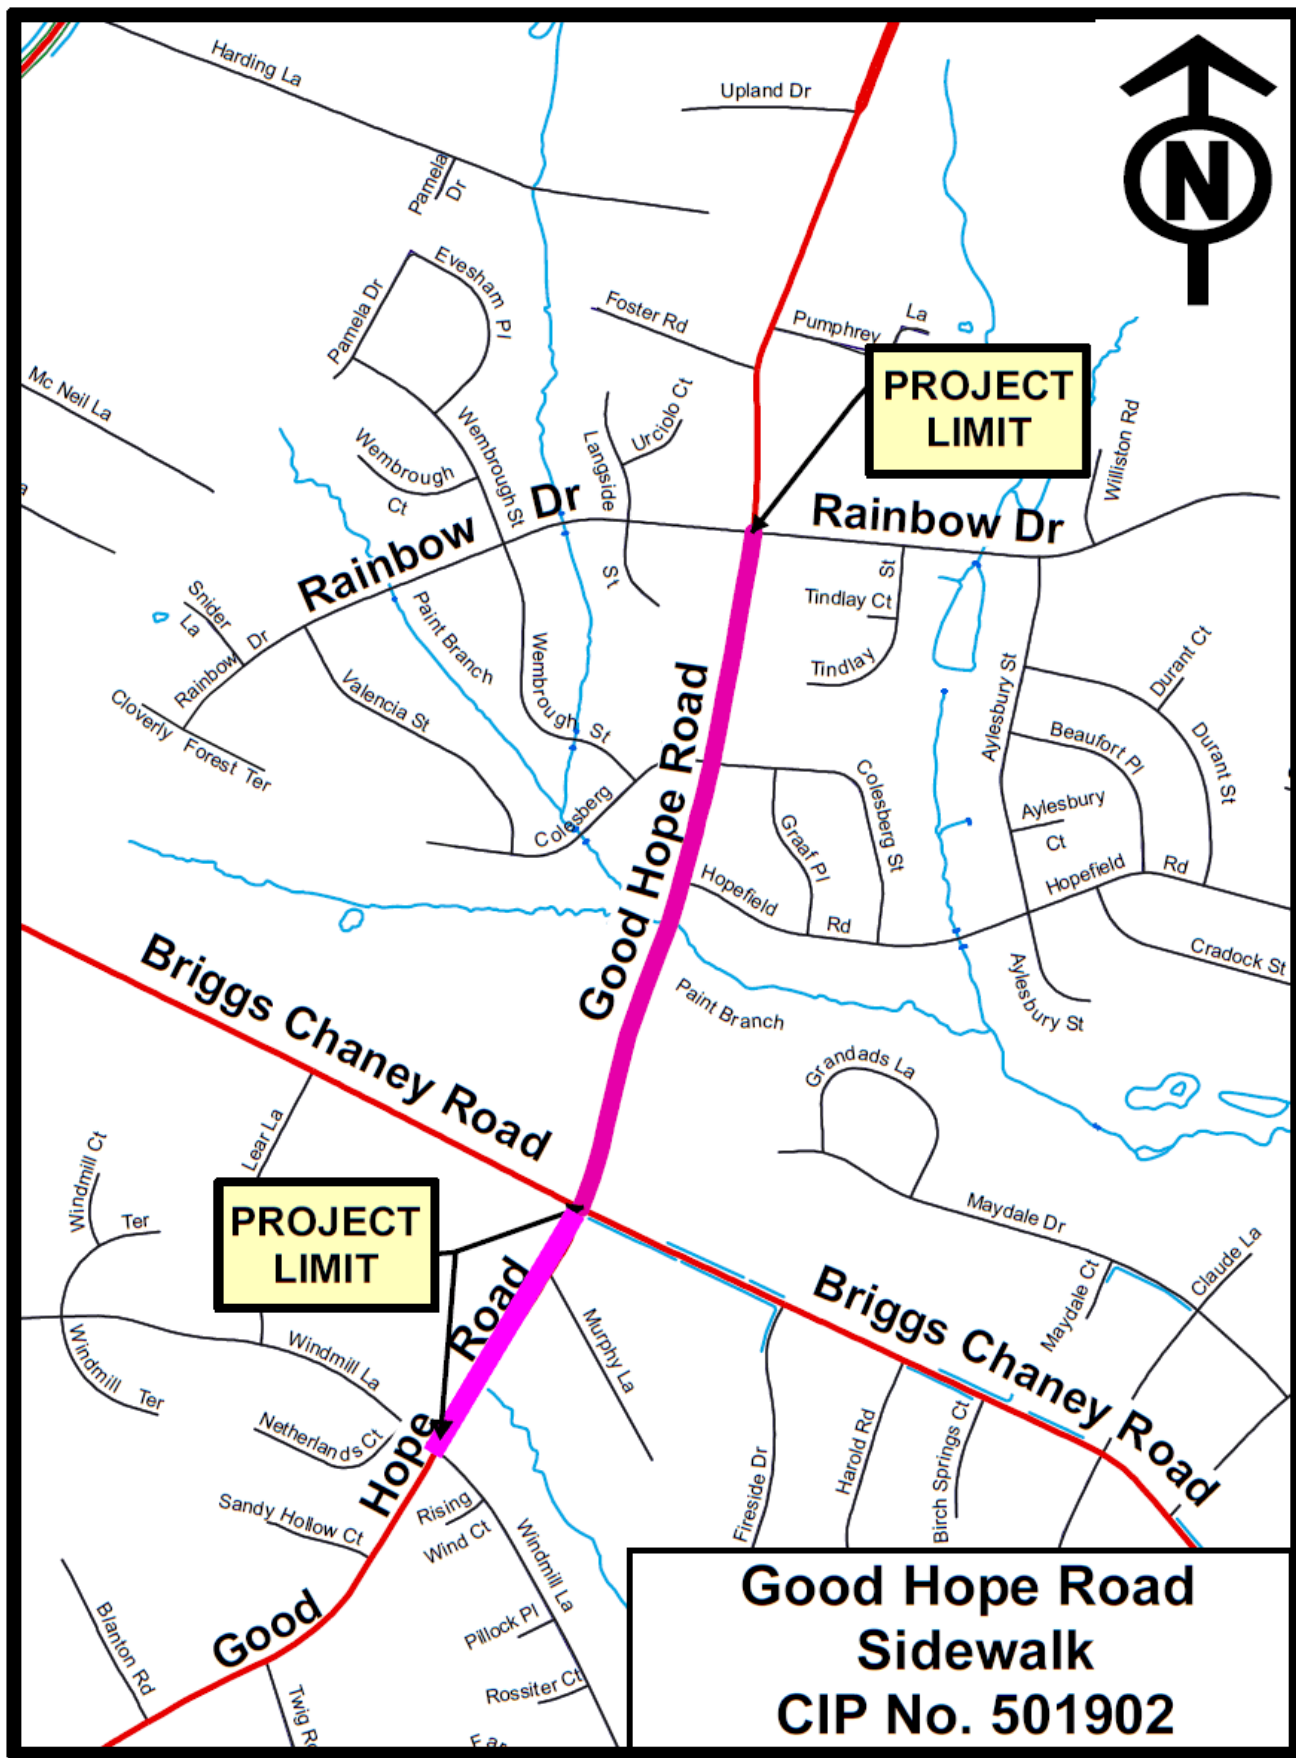 Harding La
Upland Dr
N
Pamela
Dr
Evesham Pl
Pamela Dr
Foster Rd
Pumphrey
La
PROJECT
LIMIT
Mc Neil La
Urciolo Ct
Langside
St
Wembrough
Ct
Wembrough St
Williston Rd
Rainbow Dr
Rainbow Dr
Snider
La
Rainbow Dr
Paint Branch
Tindlay Ct
St
Tindlay
Wembrough St
Valencia St
Cloverly Forest Ter
Aylesbury St
Durant Ct
Durant St
Beaufort Pl
Colesberg
Good Hope Road
Colesberg St
Graaf Pl
Aylesbury
Ct
Hopefield
Rd
Hopefield
Rd
Cradock St
Briggs Chaney Road
Paint Branch
Aylesbury St
Grandads La
Lear La
Windmill Ct
Ter
PROJECT
LIMIT
Maydale Dr
Maydale Ct
Claude La
Road
Murphy La
Briggs Chaney Road
Windmill La
Windmill Ter
Netherlands Ct
Hope
Sandy Hollow Ct
Rising
Wind Ct
Windmill La
Fireside Dr
Harold Rd
Birch Springs Ct
Good
Blanton Rd
Twig
Pillock Pl
Rossiter Ct
Good Hope Road
Sidewalk
CIP No. 501902